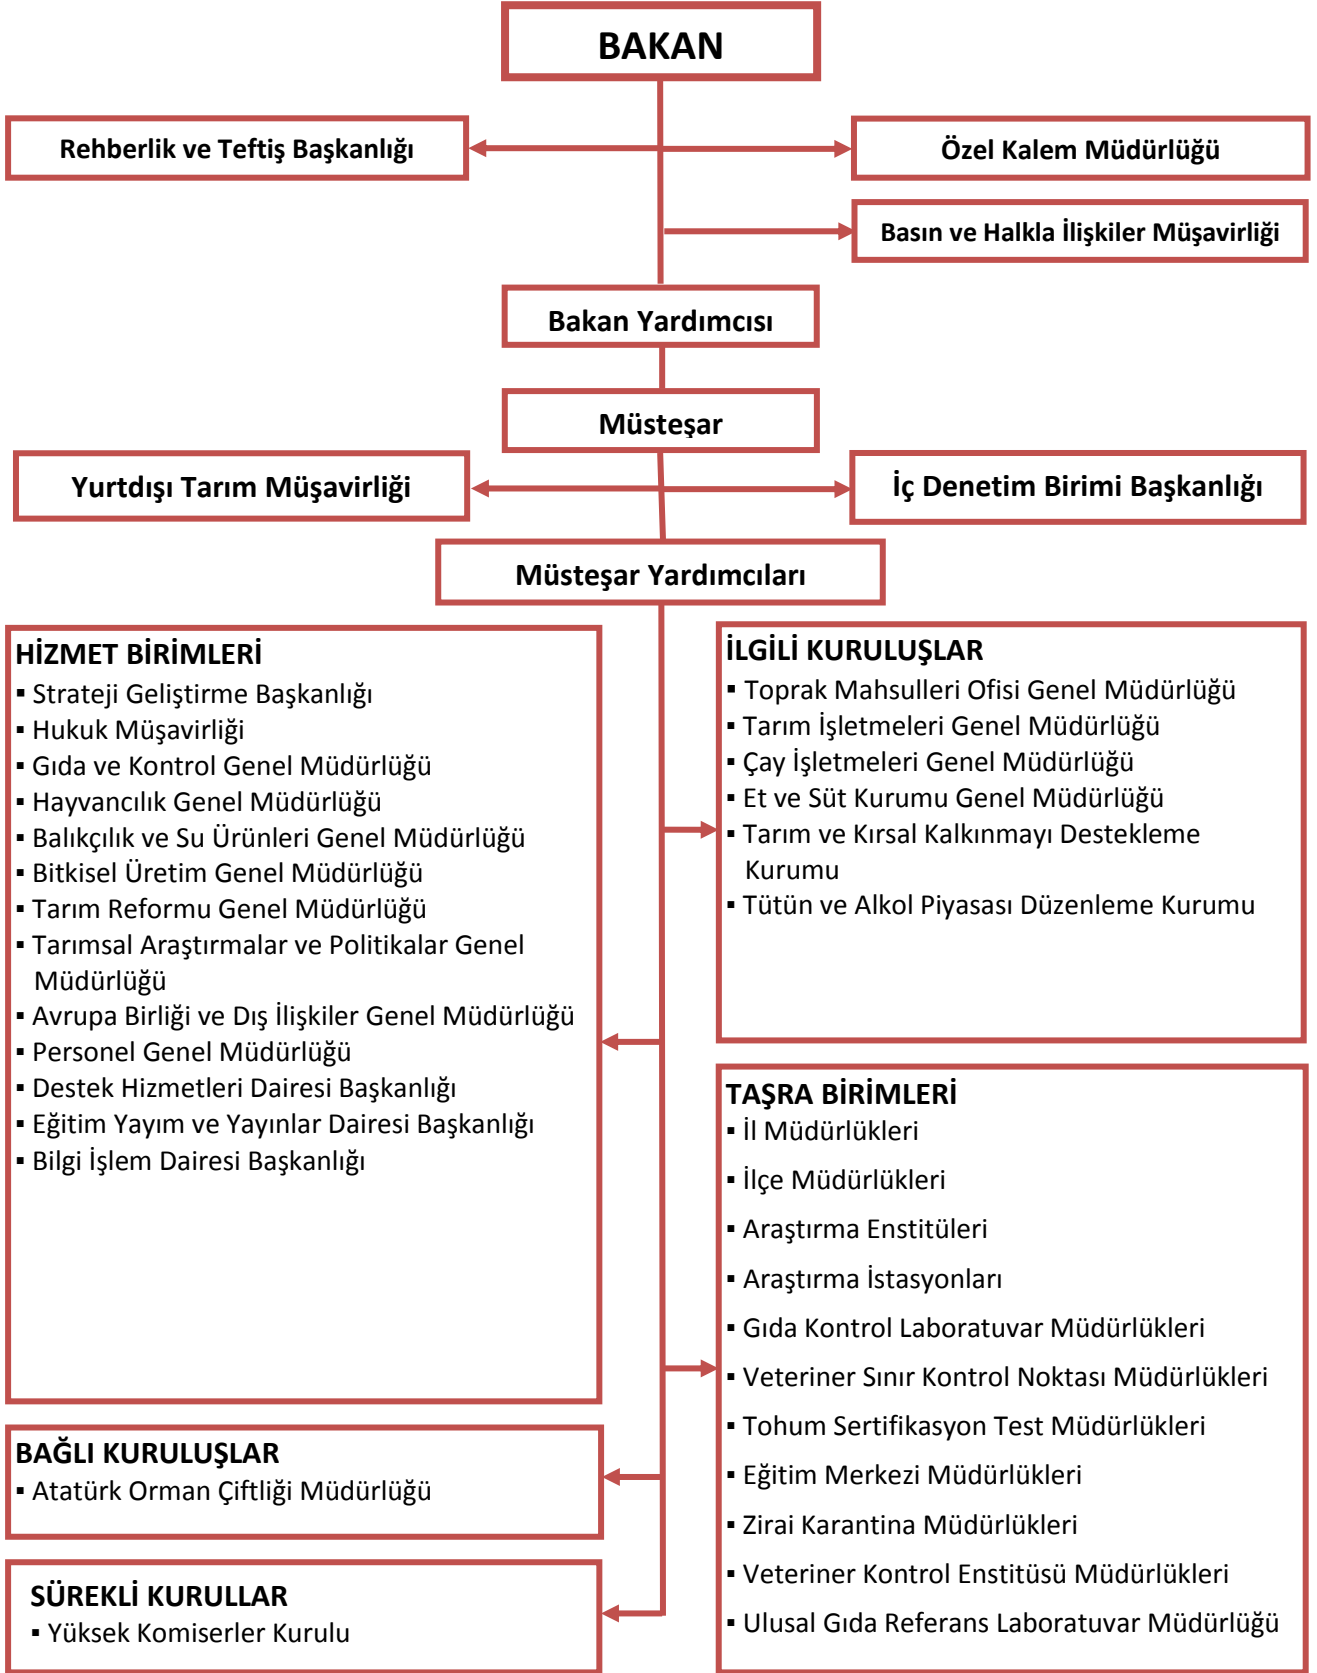 BAKAN
Rehberlik ve Teftiş Başkanlığı
Özel Kalem Müdürlüğü
Basın ve Halkla İlişkiler Müşavirliği
Bakan Yardımcısı
Müsteşar
Yurtdışı Tarım Müşavirliği
İç Denetim Birimi Başkanlığı
Müsteşar Yardımcıları
HİZMET BİRİMLERİ
▪ Strateji Geliştirme Başkanlığı
▪ Hukuk Müşavirliği
▪ Gıda ve Kontrol Genel Müdürlüğü
▪ Hayvancılık Genel Müdürlüğü
▪ Balıkçılık ve Su Ürünleri Genel Müdürlüğü
▪ Bitkisel Üretim Genel Müdürlüğü
▪ Tarım Reformu Genel Müdürlüğü
▪ Tarımsal Araştırmalar ve Politikalar Genel
Müdürlüğü
▪ Avrupa Birliği ve Dış İlişkiler Genel Müdürlüğü
▪ Personel Genel Müdürlüğü
▪ Destek Hizmetleri Dairesi Başkanlığı
▪ Eğitim Yayım ve Yayınlar Dairesi Başkanlığı
▪ Bilgi İşlem Dairesi Başkanlığı
BAĞLI KURULUŞLAR
▪ Atatürk Orman Çiftliği Müdürlüğü
SÜREKLİ KURULLAR
▪ Yüksek Komiserler Kurulu
İLGİLİ KURULUŞLAR
▪ Toprak Mahsulleri Ofisi Genel Müdürlüğü
▪ Tarım İşletmeleri Genel Müdürlüğü
▪ Çay İşletmeleri Genel Müdürlüğü
▪ Et ve Süt Kurumu Genel Müdürlüğü
▪ Tarım ve Kırsal Kalkınmayı Destekleme
Kurumu
▪ Tütün ve Alkol Piyasası Düzenleme Kurumu
TAŞRA BİRİMLERİ
▪ İl Müdürlükleri
▪ İlçe Müdürlükleri
▪ Araştırma Enstitüleri
▪ Araştırma İstasyonları
▪ Gıda Kontrol Laboratuvar Müdürlükleri
▪ Veteriner Sınır Kontrol Noktası Müdürlükleri
▪ Tohum Sertifikasyon Test Müdürlükleri
▪ Eğitim Merkezi Müdürlükleri
▪ Zirai Karantina Müdürlükleri
▪ Veteriner Kontrol Enstitüsü Müdürlükleri
▪ Ulusal Gıda Referans Laboratuvar Müdürlüğü